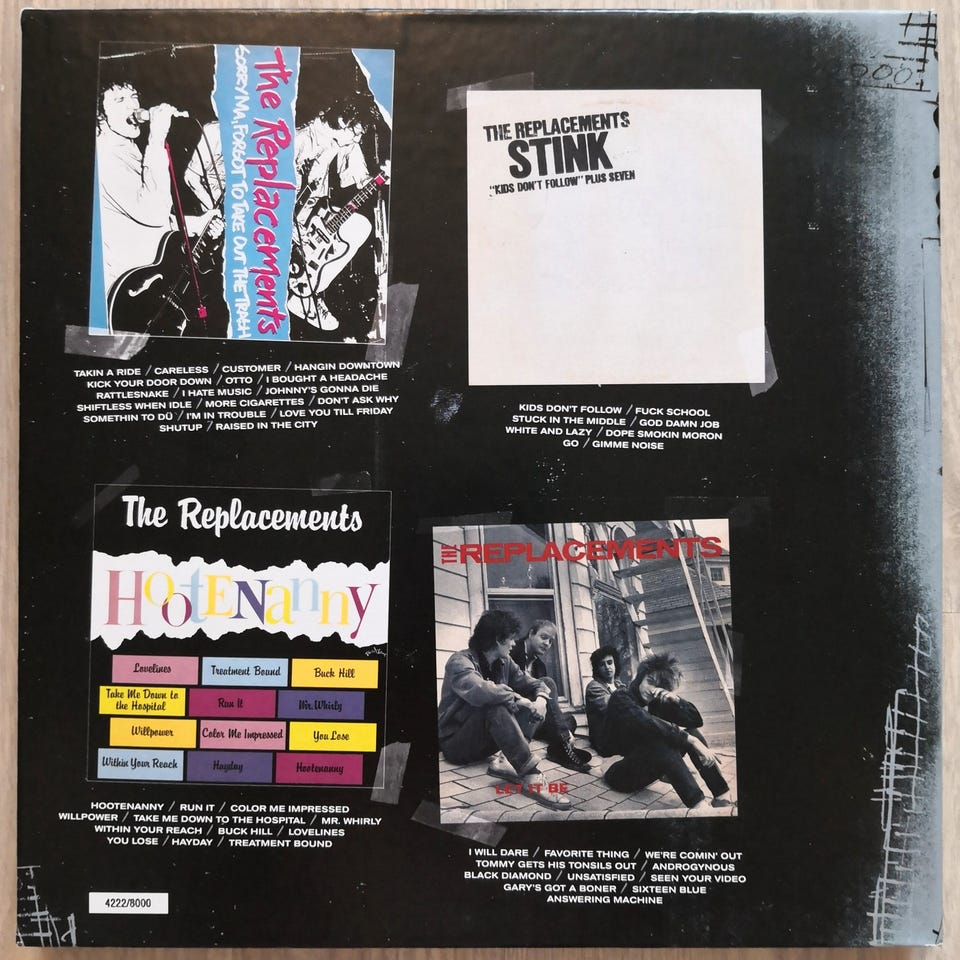 The Replacements
SORRY MA, FORGOT TO TAKE OUT THE TRASH
TAKIN A RIDE / CARELESS / CUSTOMER / HANGIN DOWNTOWN
KICK YOUR DOOR DOWN / OTTO / I BOUGHT A HEADACHE
RATTLESNAKE / I HATE MUSIC / JOHNNY'S GONNA DIE
SHIFTLESS WHEN IDLE / MORE CIGARETTES / DON'T ASK WHY
SOMETHIN TO DÜ / I'M IN TROUBLE / LOVE YOU TILL FRIDAY
SHUTUP / RAISED IN THE CITY
THE REPLACEMENTS
STINK
"KIDS DON'T FOLLOW" PLUS SEVEN
KIDS DON'T FOLLOW / FUCK SCHOOL
STUCK IN THE MIDDLE / GOD DAMN JOB
WHITE AND LAZY / DOPE SMOKIN MORON
GO / GIMME NOISE
The Replacements
HOOTENANNY
Lovelines Treatment Bound Buck Hill
Take Me Down to
the Hospital Run It Mr. Whirly
Willpower Color Me Impressed You Lose
Within Your Reach Hayday Hootenanny
HOOTENANNY / RUN IT / COLOR ME IMPRESSED
WILLPOWER / TAKE ME DOWN TO THE HOSPITAL / MR. WHIRLY
WITHIN YOUR REACH / BUCK HILL / LOVELINES
YOU LOSE / HAYDAY / TREATMENT BOUND
THE REPLACEMENTS
LET IT BE
I WILL DARE / FAVORITE THING / WE'RE COMIN' OUT
TOMMY GETS HIS TONSILS OUT / ANDROGYNOUS
BLACK DIAMOND / UNSATISFIED / SEEN YOUR VIDEO
GARY'S GOT A BONER / SIXTEEN BLUE
ANSWERING MACHINE
4222/8000